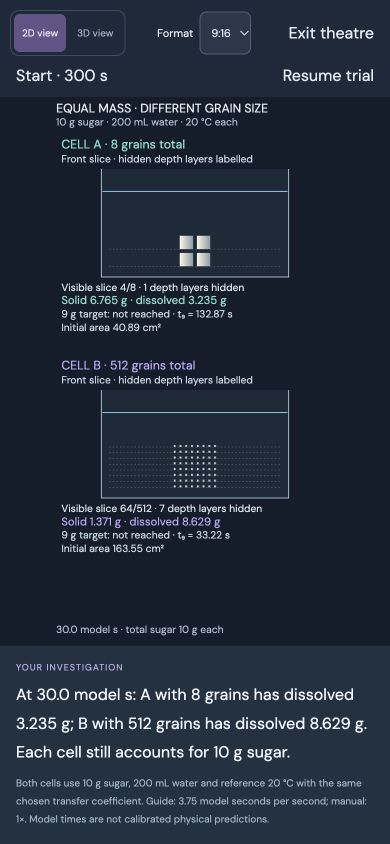 2D view 3D view Format 9:16 Exit theatre
Start · 300 s Resume trial
EQUAL MASS · DIFFERENT GRAIN SIZE
10 g sugar · 200 mL water · 20 °C each
CELL A · 8 grains total
Front slice · hidden depth layers labelled
Visible slice 4/8 · 1 depth layers hidden
Solid 6.765 g · dissolved 3.235 g
9 g target: not reached · t₉ = 132.87 s
Initial area 40.89 cm²
CELL B · 512 grains total
Front slice · hidden depth layers labelled
Visible slice 64/512 · 7 depth layers hidden
Solid 1.371 g · dissolved 8.629 g
9 g target: not reached · t₉ = 33.22 s
Initial area 163.55 cm²
30.0 model s · total sugar 10 g each
YOUR INVESTIGATION
At 30.0 model s: A with 8 grains has dissolved
3.235 g; B with 512 grains has dissolved 8.629 g.
Each cell still accounts for 10 g sugar.
Both cells use 10 g sugar, 200 mL water and reference 20 °C with the same
chosen transfer coefficient. Guide: 3.75 model seconds per second; manual:
1×. Model times are not calibrated physical predictions.